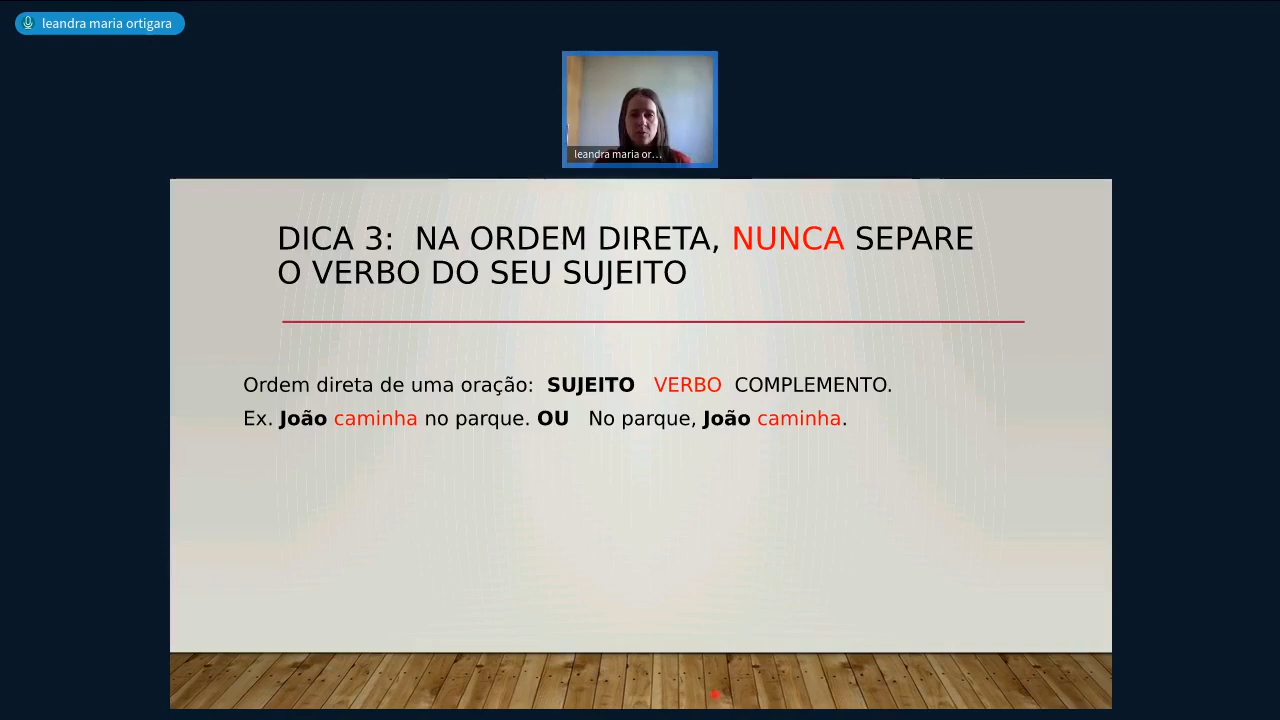 leandra maria ortigara
leandra maria or...
DICA 3: NA ORDEM DIRETA, NUNCA SEPARE
O VERBO DO SEU SUJEITO
Ordem direta de uma oração: SUJEITO VERBO COMPLEMENTO.
Ex. João caminha no parque. OU No parque, João caminha.